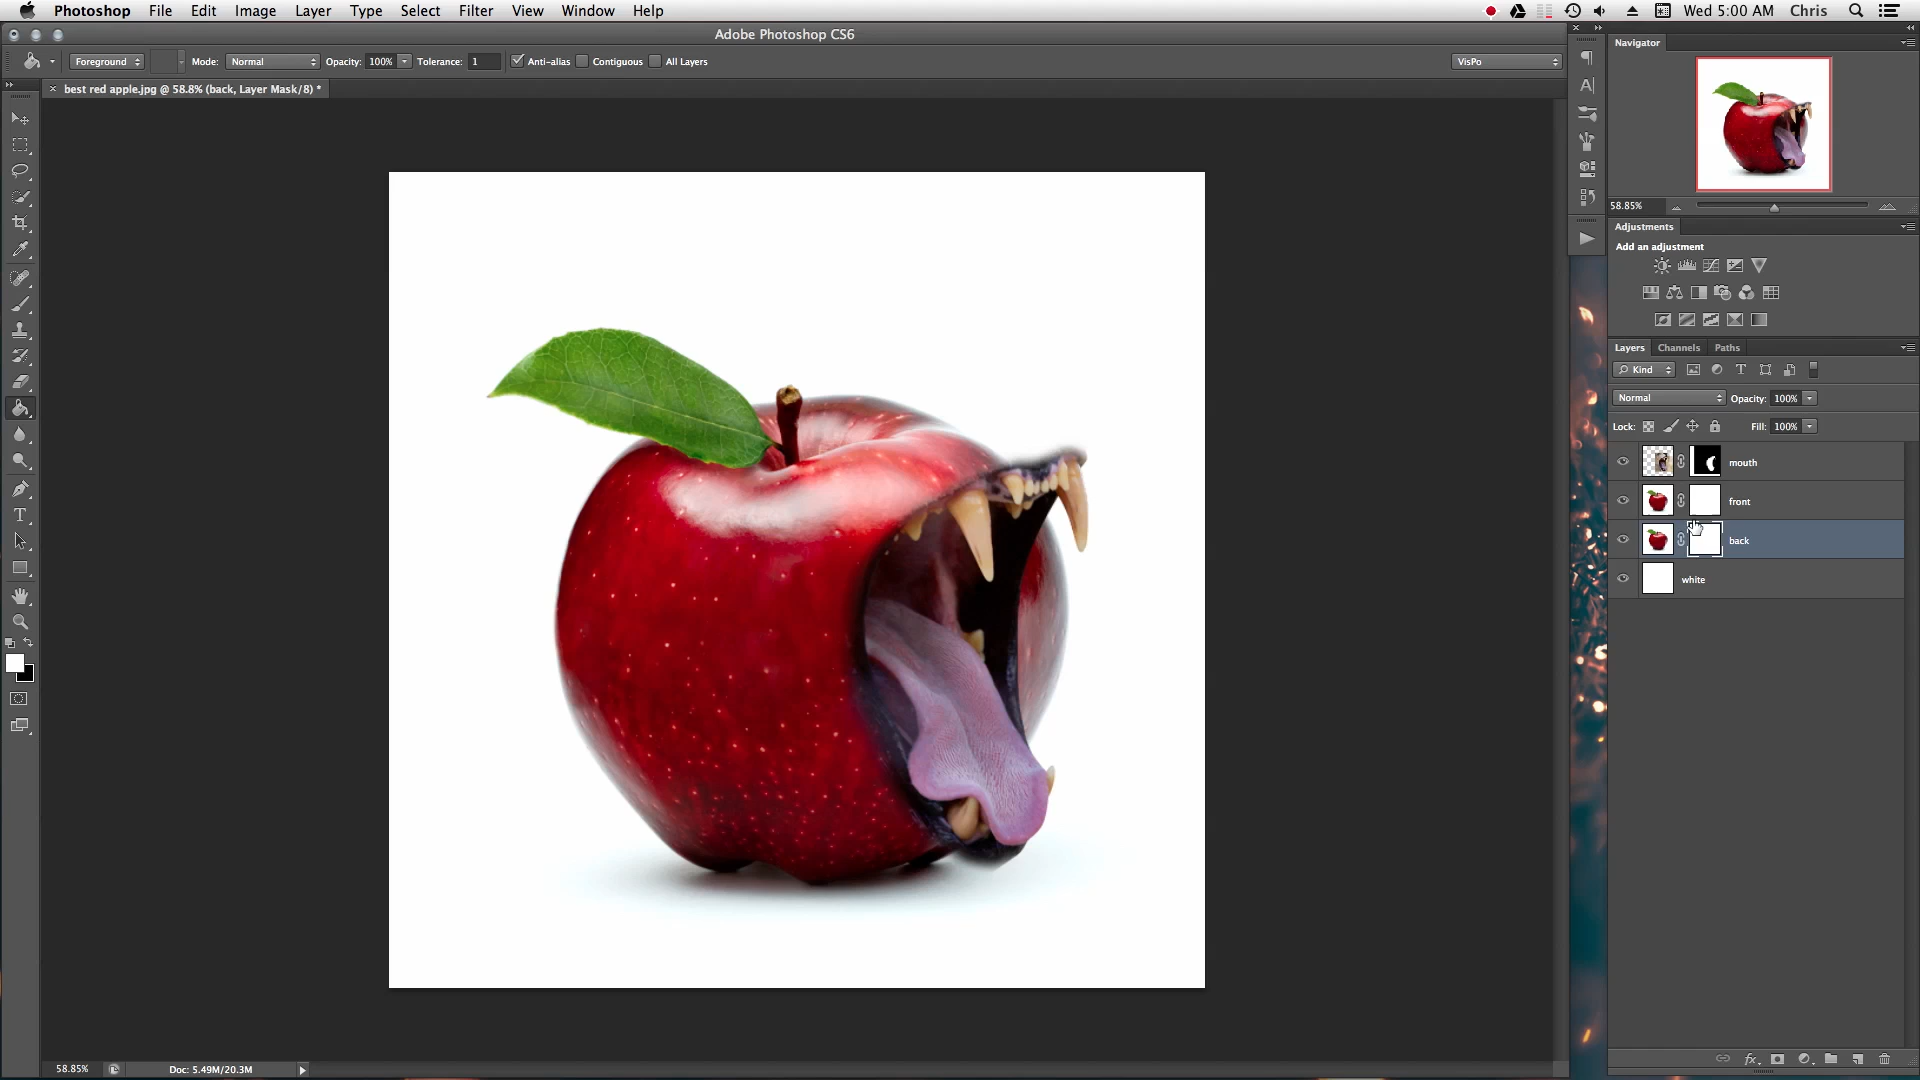 Photoshop File Edit Image Layer Type Select Filter View Window Help Wed 5:00 AM Chris
Adobe Photoshop CS6
Foreground Mode: Normal Opacity: 100% Tolerance: 1 Anti-alias Contiguous All Layers VisPo
best red apple.jpg @ 58.8% (back, Layer Mask/8) *
Navigator
58.85%
Adjustments
Add an adjustment
Layers Channels Paths
Kind
Normal Opacity: 100%
Lock: Fill: 100%
mouth
front
back
white
58.85% Doc: 5.49M/20.3M